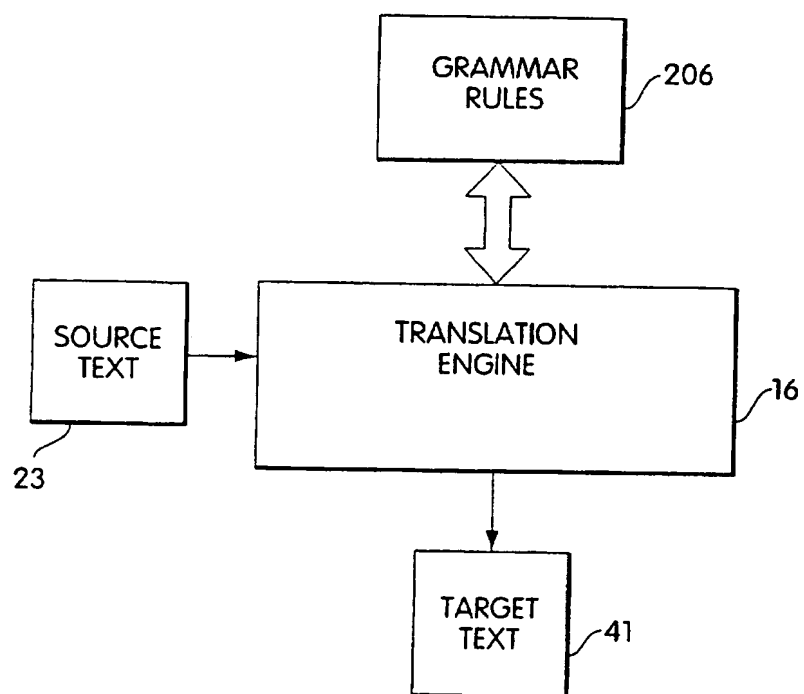 GRAMMAR
RULES
206
SOURCE
TEXT
23
TRANSLATION
ENGINE
16
TARGET
TEXT
41